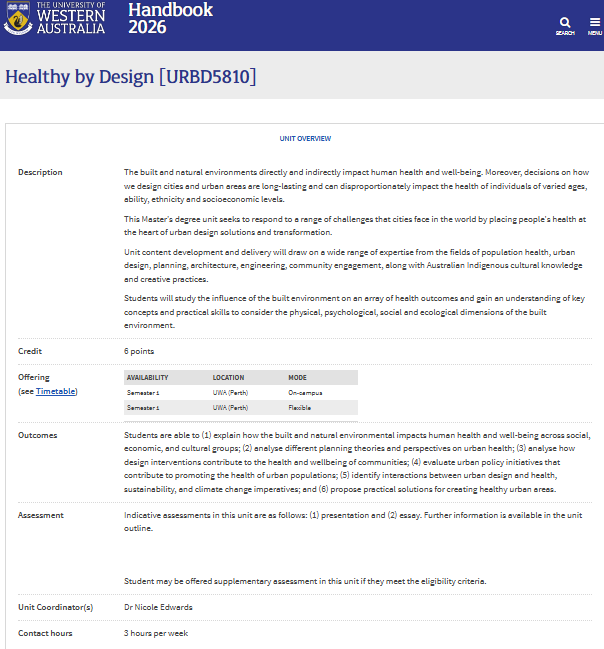 THE UNIVERSITY OF
WESTERN
AUSTRALIA
Handbook
2026
SEARCH
MENU
Healthy by Design [URBD5810]
UNIT OVERVIEW
Description
The built and natural environments directly and indirectly impact human health and well-being. Moreover, decisions on how
we design cities and urban areas are long-lasting and can disproportionately impact the health of individuals of varied ages,
ability, ethnicity and socioeconomic levels.
This Master's degree unit seeks to respond to a range of challenges that cities face in the world by placing people's health at
the heart of urban design solutions and transformation.
Unit content development and delivery will draw on a wide range of expertise from the fields of population health, urban
design, planning, architecture, engineering, community engagement, along with Australian Indigenous cultural knowledge
and creative practices.
Students will study the influence of the built environment on an array of health outcomes and gain an understanding of key
concepts and practical skills to consider the physical, psychological, social and ecological dimensions of the built
environment.
Credit
6 points
Offering
(see Timetable)
AVAILABILITY LOCATION MODE
Semester 1 UWA (Perth) On-campus
Semester 1 UWA (Perth) Flexible
Outcomes
Students are able to (1) explain how the built and natural environmental impacts human health and well-being across social,
economic, and cultural groups; (2) analyse different planning theories and perspectives on urban health; (3) analyse how
design interventions contribute to the health and wellbeing of communities; (4) evaluate urban policy initiatives that
contribute to promoting the health of urban populations; (5) identify interactions between urban design and health,
sustainability, and climate change imperatives; and (6) propose practical solutions for creating healthy urban areas.
Assessment
Indicative assessments in this unit are as follows: (1) presentation and (2) essay. Further information is available in the unit
outline.
Student may be offered supplementary assessment in this unit if they meet the eligibility criteria.
Unit Coordinator(s)
Dr Nicole Edwards
Contact hours
3 hours per week